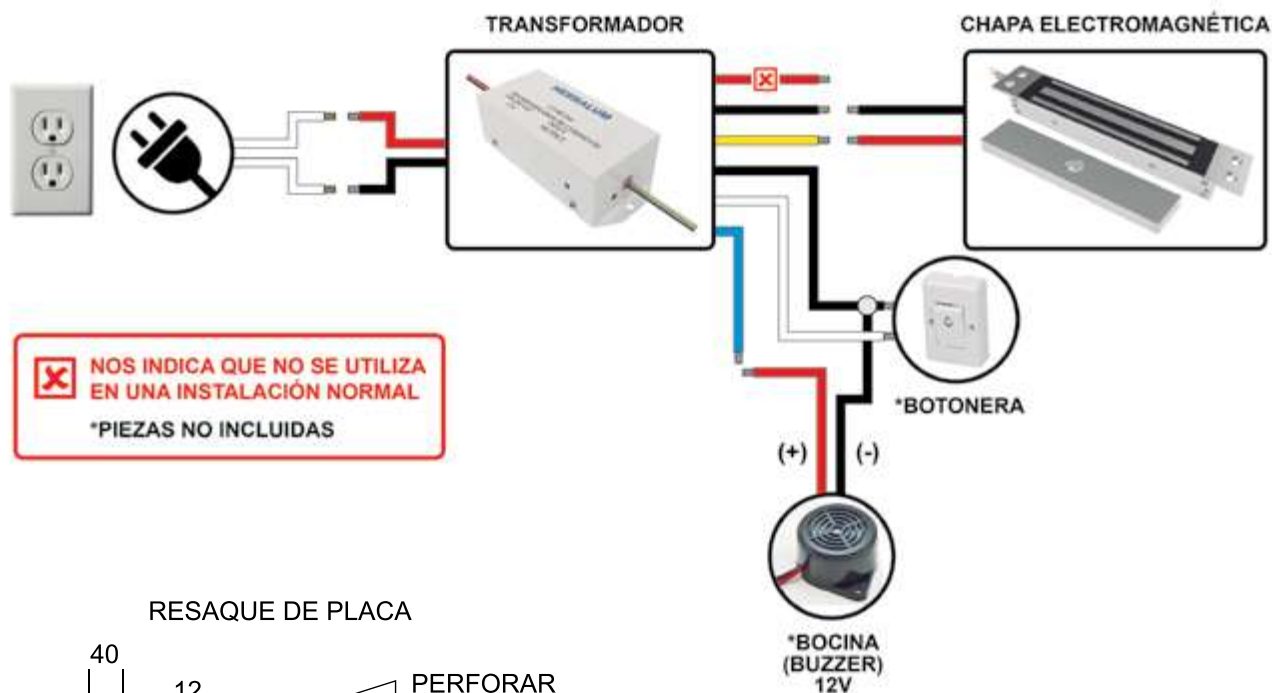 TRANSFORMADOR
CHAPA ELECTROMAGNÉTICA
HERRALUM
NOS INDICA QUE NO SE UTILIZA
EN UNA INSTALACIÓN NORMAL
*PIEZAS NO INCLUIDAS
*BOTONERA
(+) (-)
*BOCINA
(BUZZER)
12V
RESAQUE DE PLACA
40
12
PERFORAR